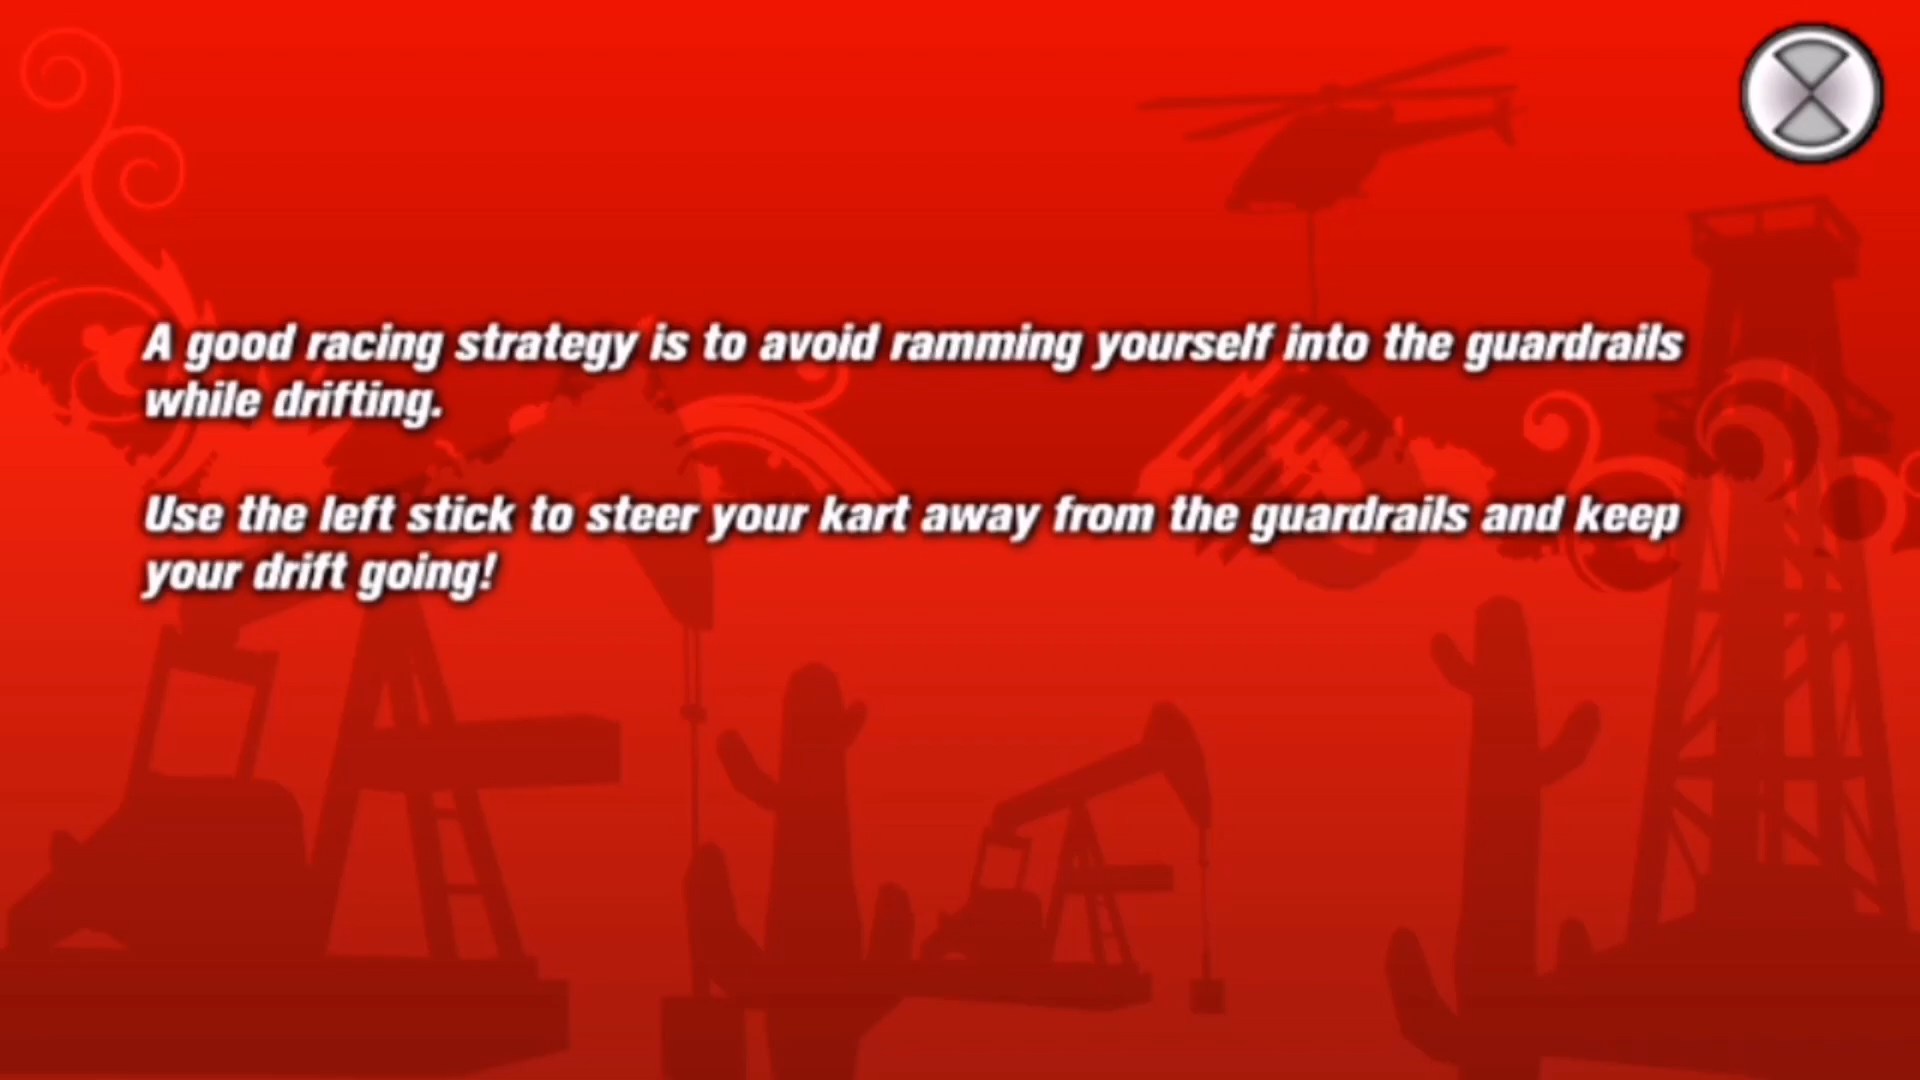 A good racing strategy is to avoid ramming yourself into the guardrails
while drifting.
Use the left stick to steer your kart away from the guardrails and keep
your drift going!